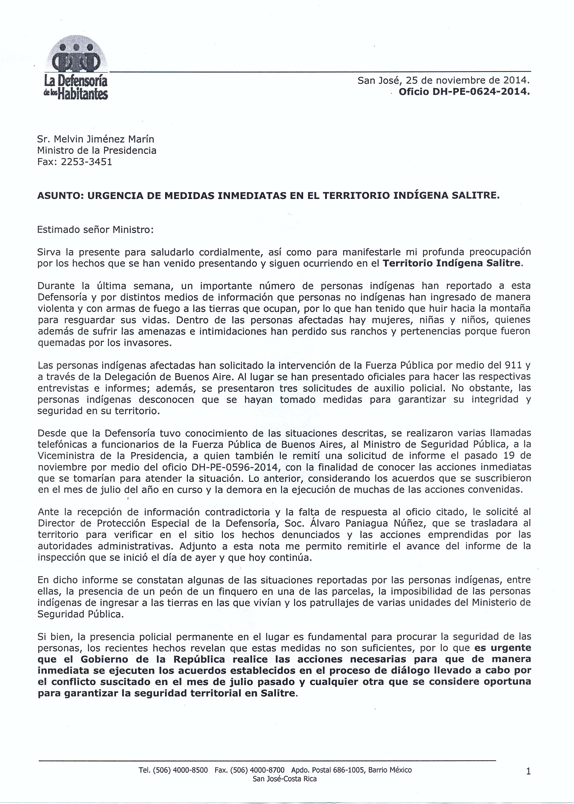 La Defensoría
de los Habitantes
San José, 25 de noviembre de 2014.
Oficio DH-PE-0624-2014.
Sr. Melvin Jiménez Marín
Ministro de la Presidencia
Fax: 2253-3451
ASUNTO: URGENCIA DE MEDIDAS INMEDIATAS EN EL TERRITORIO INDÍGENA SALITRE.
Estimado señor Ministro:
Sirva la presente para saludarlo cordialmente, así como para manifestarle mi profunda preocupación
por los hechos que se han venido presentando y siguen ocurriendo en el Territorio Indígena Salitre.
Durante la última semana, un importante número de personas indígenas han reportado a esta
Defensoría y por distintos medios de información que personas no indígenas han ingresado de manera
violenta y con armas de fuego a las tierras que ocupan, por lo que han tenido que huir hacia la montaña
para resguardar sus vidas. Dentro de las personas afectadas hay mujeres, niñas y niños, quienes
además de sufrir las amenazas e intimidaciones han perdido sus ranchos y pertenencias porque fueron
quemadas por los invasores.
Las personas indígenas afectadas han solicitado la intervención de la Fuerza Pública por medio del 911 y
a través de la Delegación de Buenos Aires. Al lugar se han presentado oficiales para hacer las respectivas
entrevistas e informes; además, se presentaron tres solicitudes de auxilio policial. No obstante, las
personas indígenas desconocen que se hayan tomado medidas para garantizar su integridad y
seguridad en su territorio.
Desde que la Defensoría tuvo conocimiento de las situaciones descritas, se realizaron varias llamadas
telefónicas a funcionarios de la Fuerza Pública de Buenos Aires, al Ministro de Seguridad Pública, a la
Viceministra de la Presidencia, a quien también le remití una solicitud de informe el pasado 19 de
noviembre por medio del oficio DH-PE-0596-2014, con la finalidad de conocer las acciones inmediatas
que se tomarían para atender la situación. Lo anterior, considerando los acuerdos que se suscribieron
en el mes de julio del año en curso y la demora en la ejecución de muchas de las acciones convenidas.
Ante la recepción de información contradictoria y la falta de respuesta al oficio citado, le solicité al
Director de Protección Especial de la Defensoría, Soc. Álvaro Paniagua Núñez, que se trasladara al
territorio para verificar en el sitio los hechos denunciados y las acciones emprendidas por las
autoridades administrativas. Adjunto a esta nota me permito remitirle el avance del informe de la
inspección que se inició el día de ayer y que hoy continúa.
En dicho informe se constatan algunas de las situaciones reportadas por las personas indígenas, entre
ellas, la presencia de un peón de un finquero en una de las parcelas, la imposibilidad de las personas
indígenas de ingresar a las tierras en las que vivían y los patrullajes de varias unidades del Ministerio de
Seguridad Pública.
Si bien, la presencia policial permanente en el lugar es fundamental para procurar la seguridad de las
personas, los recientes hechos revelan que estas medidas no son suficientes, por lo que es urgente
que el Gobierno de la República realice las acciones necesarias para que de manera
inmediata se ejecuten los acuerdos establecidos en el proceso de diálogo llevado a cabo por
el conflicto suscitado en el mes de julio pasado y cualquier otra que se considere oportuna
para garantizar la seguridad territorial en Salitre.
Tel. (506) 4000-8500 Fax. (506) 4000-8700 Apdo. Postal 686-1005, Barrio México
San José-Costa Rica
1